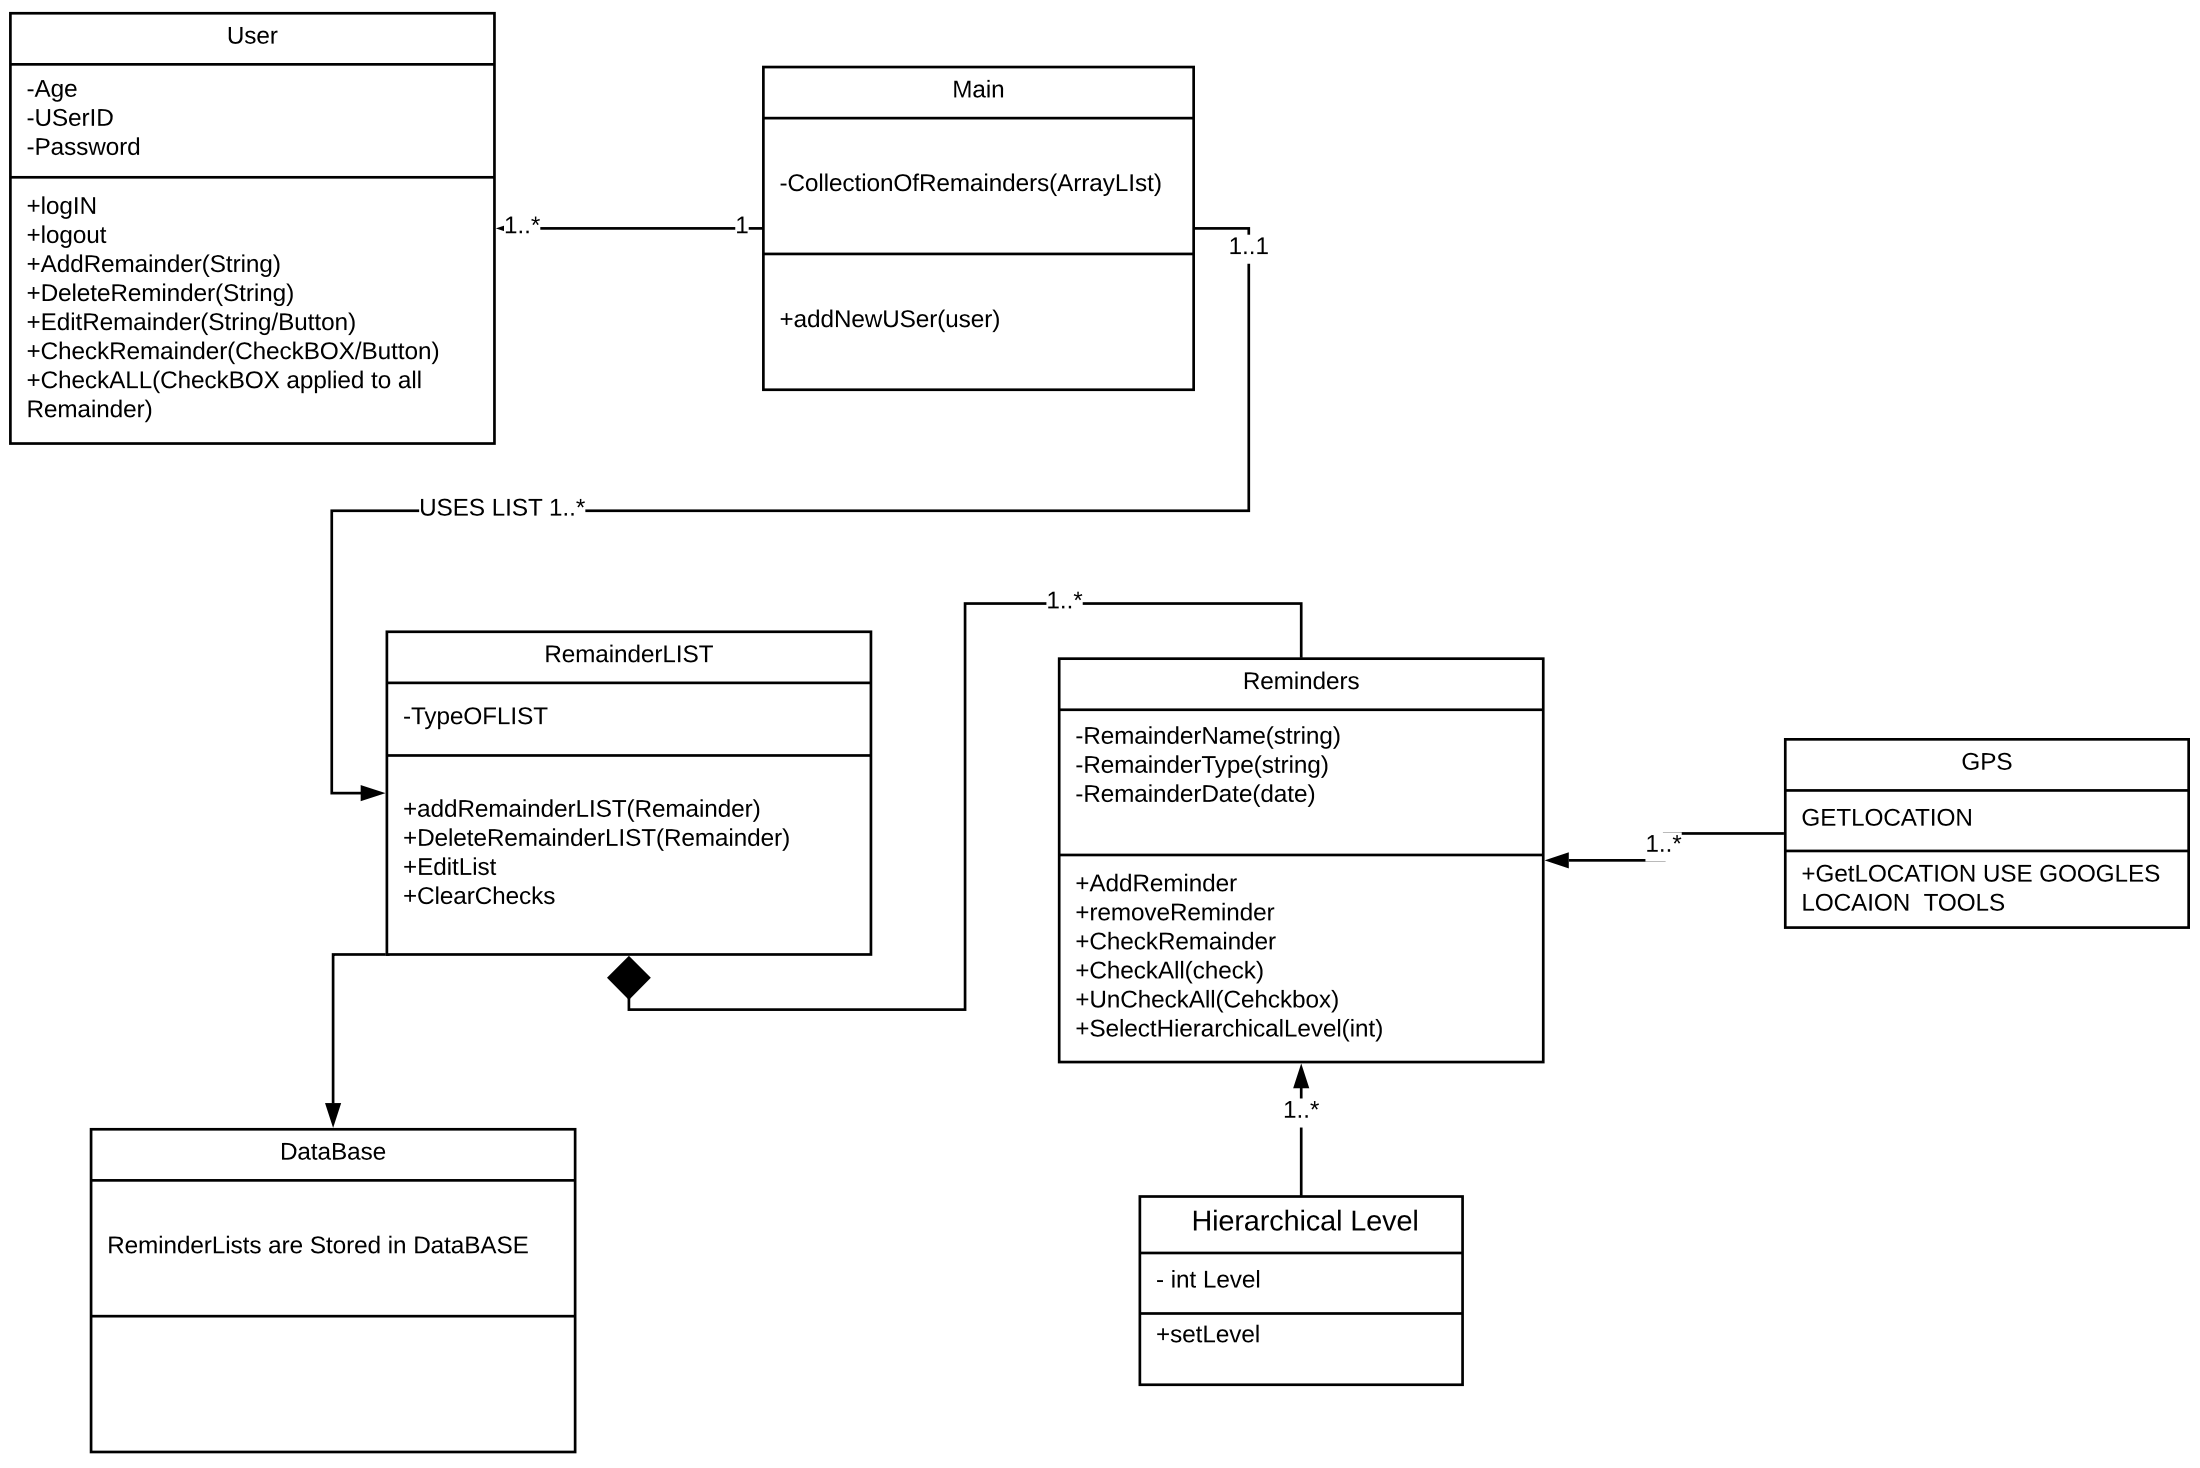 User
-Age
-USerID
-Password
+logIN
+logout
+AddRemainder(String)
+DeleteReminder(String)
+EditRemainder(String/Button)
+CheckRemainder(CheckBOX/Button)
+CheckALL(CheckBOX applied to all
Remainder)
1..*
1
Main
-CollectionOfRemainders(ArrayLIst)
+addNewUSer(user)
1..1
USES LIST 1..*
RemainderLIST
-TypeOFLIST
+addRemainderLIST(Remainder)
+DeleteRemainderLIST(Remainder)
+EditList
+ClearChecks
1..*
Reminders
-RemainderName(string)
-RemainderType(string)
-RemainderDate(date)
+AddReminder
+removeReminder
+CheckRemainder
+CheckAll(check)
+UnCheckAll(Cehckbox)
+SelectHierarchicalLevel(int)
1..*
GPS
GETLOCATION
+GetLOCATION USE GOOGLES
LOCAION  TOOLS
1..*
DataBase
ReminderLists are Stored in DataBASE
Hierarchical Level
- int Level
+setLevel